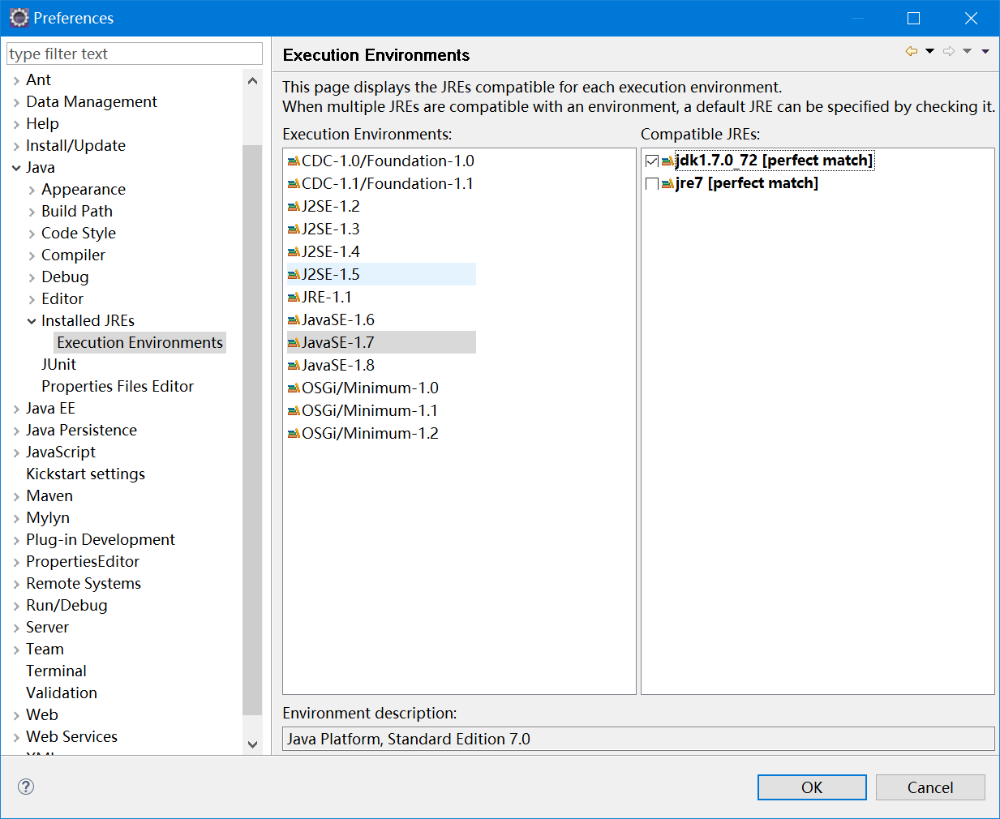 Preferences
type filter text
Ant
Data Management
Help
Install/Update
Java
Appearance
Build Path
Code Style
Compiler
Debug
Editor
Installed JREs
Execution Environments
JUnit
Properties Files Editor
Java EE
Java Persistence
JavaScript
Kickstart settings
Maven
Mylyn
Plug-in Development
PropertiesEditor
Remote Systems
Run/Debug
Server
Team
Terminal
Validation
Web
Web Services
Execution Environments
This page displays the JREs compatible for each execution environment.
When multiple JREs are compatible with an environment, a default JRE can be specified by checking it.
Execution Environments:
CDC-1.0/Foundation-1.0
CDC-1.1/Foundation-1.1
J2SE-1.2
J2SE-1.3
J2SE-1.4
J2SE-1.5
JRE-1.1
JavaSE-1.6
JavaSE-1.7
JavaSE-1.8
OSGi/Minimum-1.0
OSGi/Minimum-1.1
OSGi/Minimum-1.2
Compatible JREs:
jdk1.7.0_72 [perfect match]
jre7 [perfect match]
Environment description:
Java Platform, Standard Edition 7.0
OK
Cancel